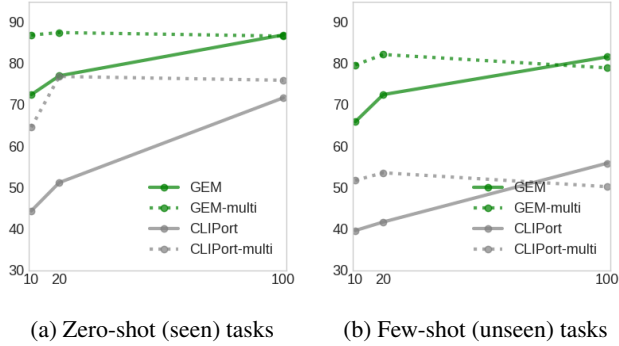 90
80
70
60
50
40
30
10 20 100
GEM
GEM-multi
CLIPort
CLIPort-multi
(a) Zero-shot (seen) tasks
90
80
70
60
50
40
30
10 20 100
GEM
GEM-multi
CLIPort
CLIPort-multi
(b) Few-shot (unseen) tasks